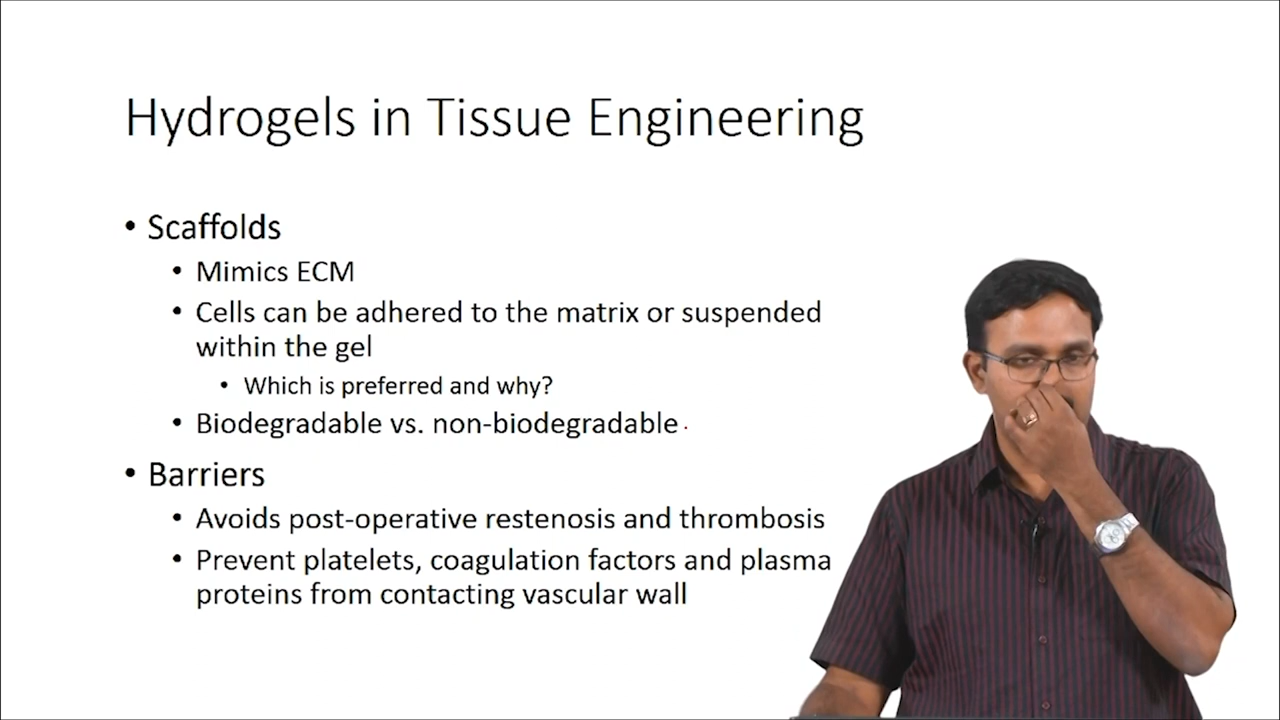 Hydrogels in Tissue Engineering
• Scaffolds
• Mimics ECM
• Cells can be adhered to the matrix or suspended
within the gel
• Which is preferred and why?
• Biodegradable vs. non-biodegradable
• Barriers
• Avoids post-operative restenosis and thrombosis
• Prevent platelets, coagulation factors and plasma
proteins from contacting vascular wall